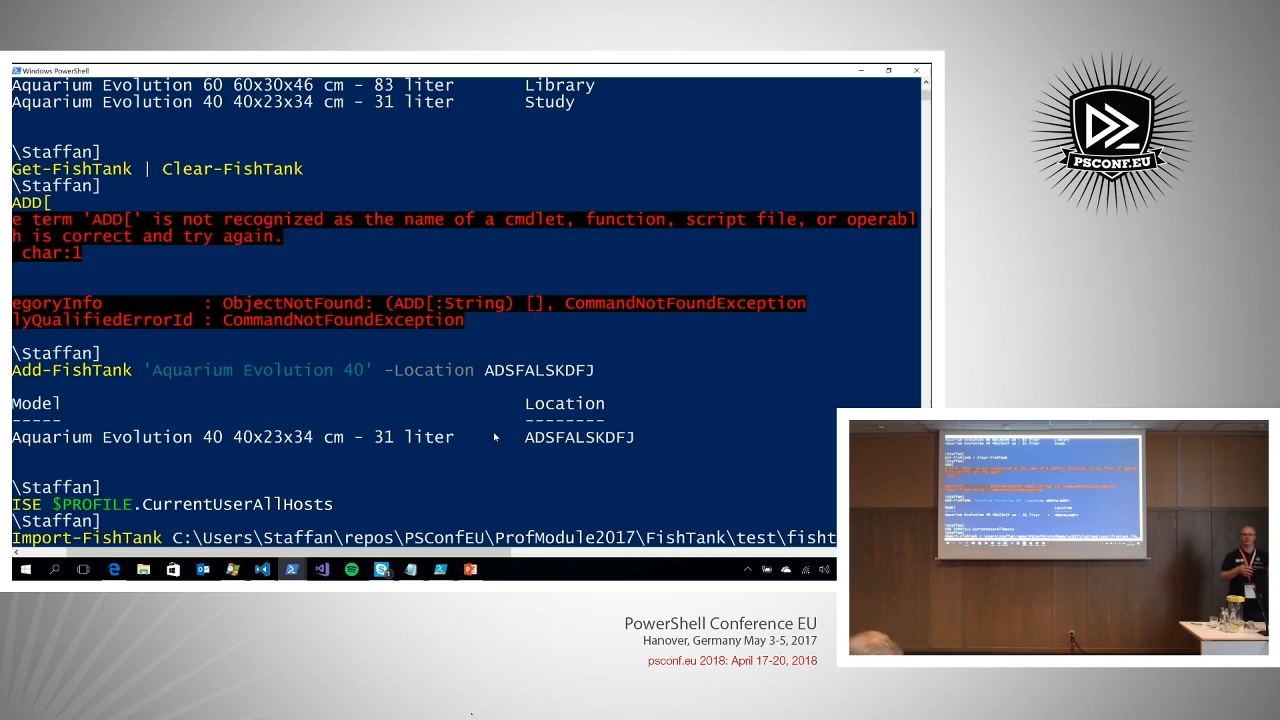 Windows PowerShell
Aquarium Evolution 60 60x30x46 cm - 83 liter Library
Aquarium Evolution 40 40x23x34 cm - 31 liter Study
\Staffan]
Get-FishTank | Clear-FishTank
\Staffan]
ADD[
e term 'ADD[' is not recognized as the name of a cmdlet, function, script file, or operabl
h is correct and try again.
char:1
egoryInfo : ObjectNotFound: (ADD[:String) [], CommandNotFoundException
lyQualifiedErrorId : CommandNotFoundException
\Staffan]
Add-FishTank 'Aquarium Evolution 40' -Location ADSFALSKDFJ
Model Location
----- --------
Aquarium Evolution 40 40x23x34 cm - 31 liter ADSFALSKDFJ
\Staffan]
ISE $PROFILE.CurrentUserAllHosts
\Staffan]
Import-FishTank C:\Users\Staffan\repos\PSConfEU\ProfModule2017\FishTank\test\fisht
PSCONF.EU
PowerShell Conference EU
Hanover, Germany May 3-5, 2017
psconf.eu 2018: April 17-20, 2018